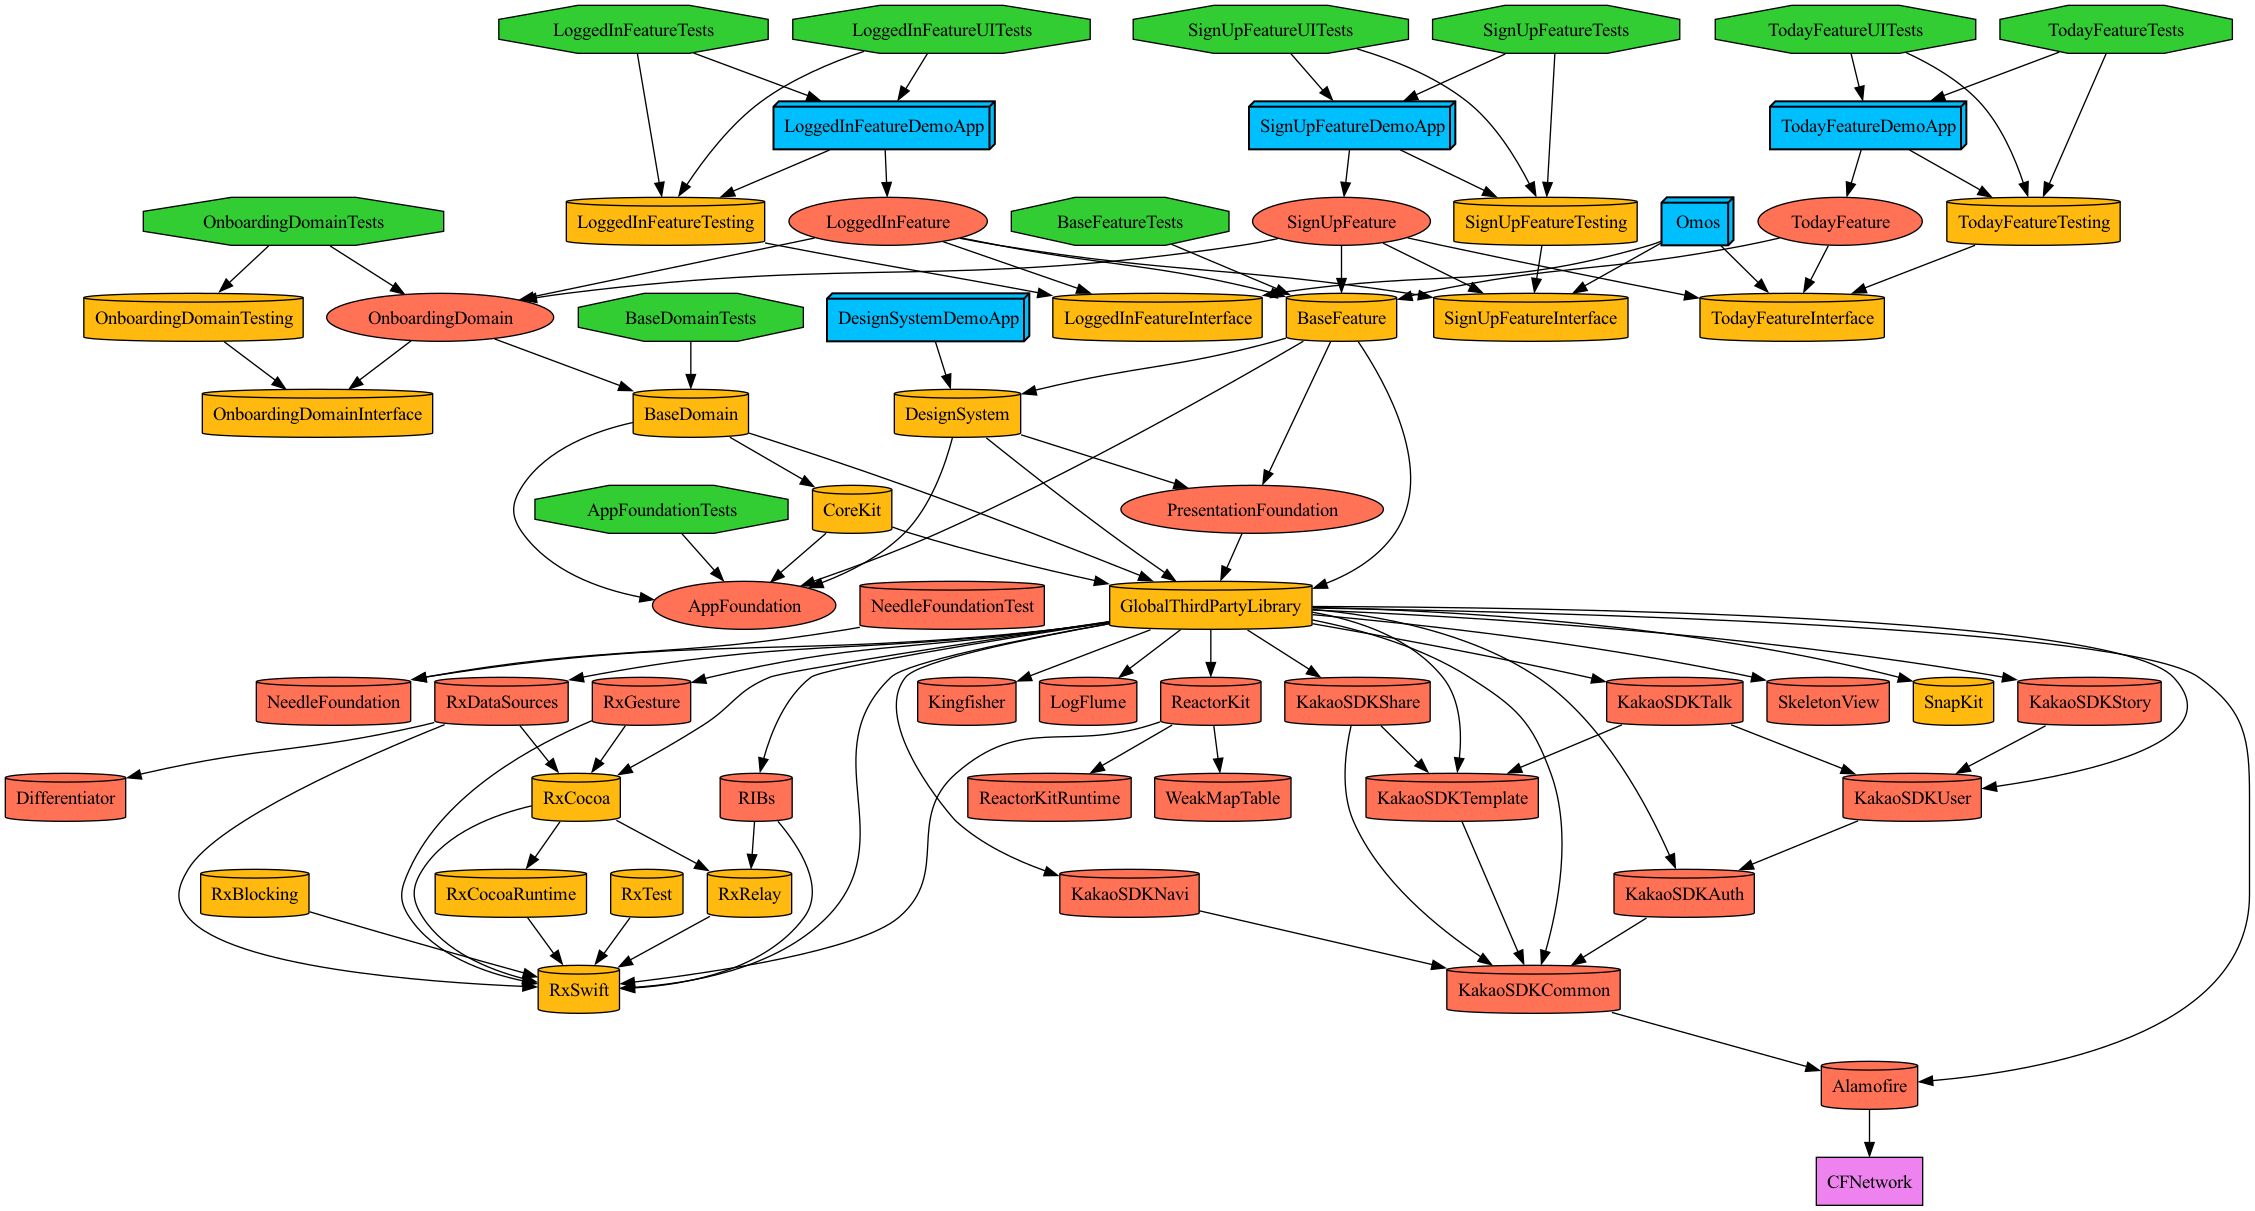 LoggedInFeatureTests
LoggedInFeatureUITests
SignUpFeatureUITests
SignUpFeatureTests
TodayFeatureUITests
TodayFeatureTests
LoggedInFeatureDemoApp
SignUpFeatureDemoApp
TodayFeatureDemoApp
OnboardingDomainTests
LoggedInFeatureTesting
LoggedInFeature
BaseFeatureTests
SignUpFeature
SignUpFeatureTesting
Omos
TodayFeature
TodayFeatureTesting
OnboardingDomainTesting
OnboardingDomain
BaseDomainTests
DesignSystemDemoApp
LoggedInFeatureInterface
BaseFeature
SignUpFeatureInterface
TodayFeatureInterface
OnboardingDomainInterface
BaseDomain
DesignSystem
AppFoundationTests
CoreKit
PresentationFoundation
AppFoundation
NeedleFoundationTest
GlobalThirdPartyLibrary
NeedleFoundation
RxDataSources
RxGesture
Kingfisher
LogFlume
ReactorKit
KakaoSDKShare
KakaoSDKTalk
SkeletonView
SnapKit
KakaoSDKStory
Differentiator
RxCocoa
RIBs
ReactorKitRuntime
WeakMapTable
KakaoSDKTemplate
KakaoSDKUser
RxBlocking
RxCocoaRuntime
RxTest
RxRelay
KakaoSDKNavi
KakaoSDKAuth
RxSwift
KakaoSDKCommon
Alamofire
CFNetwork